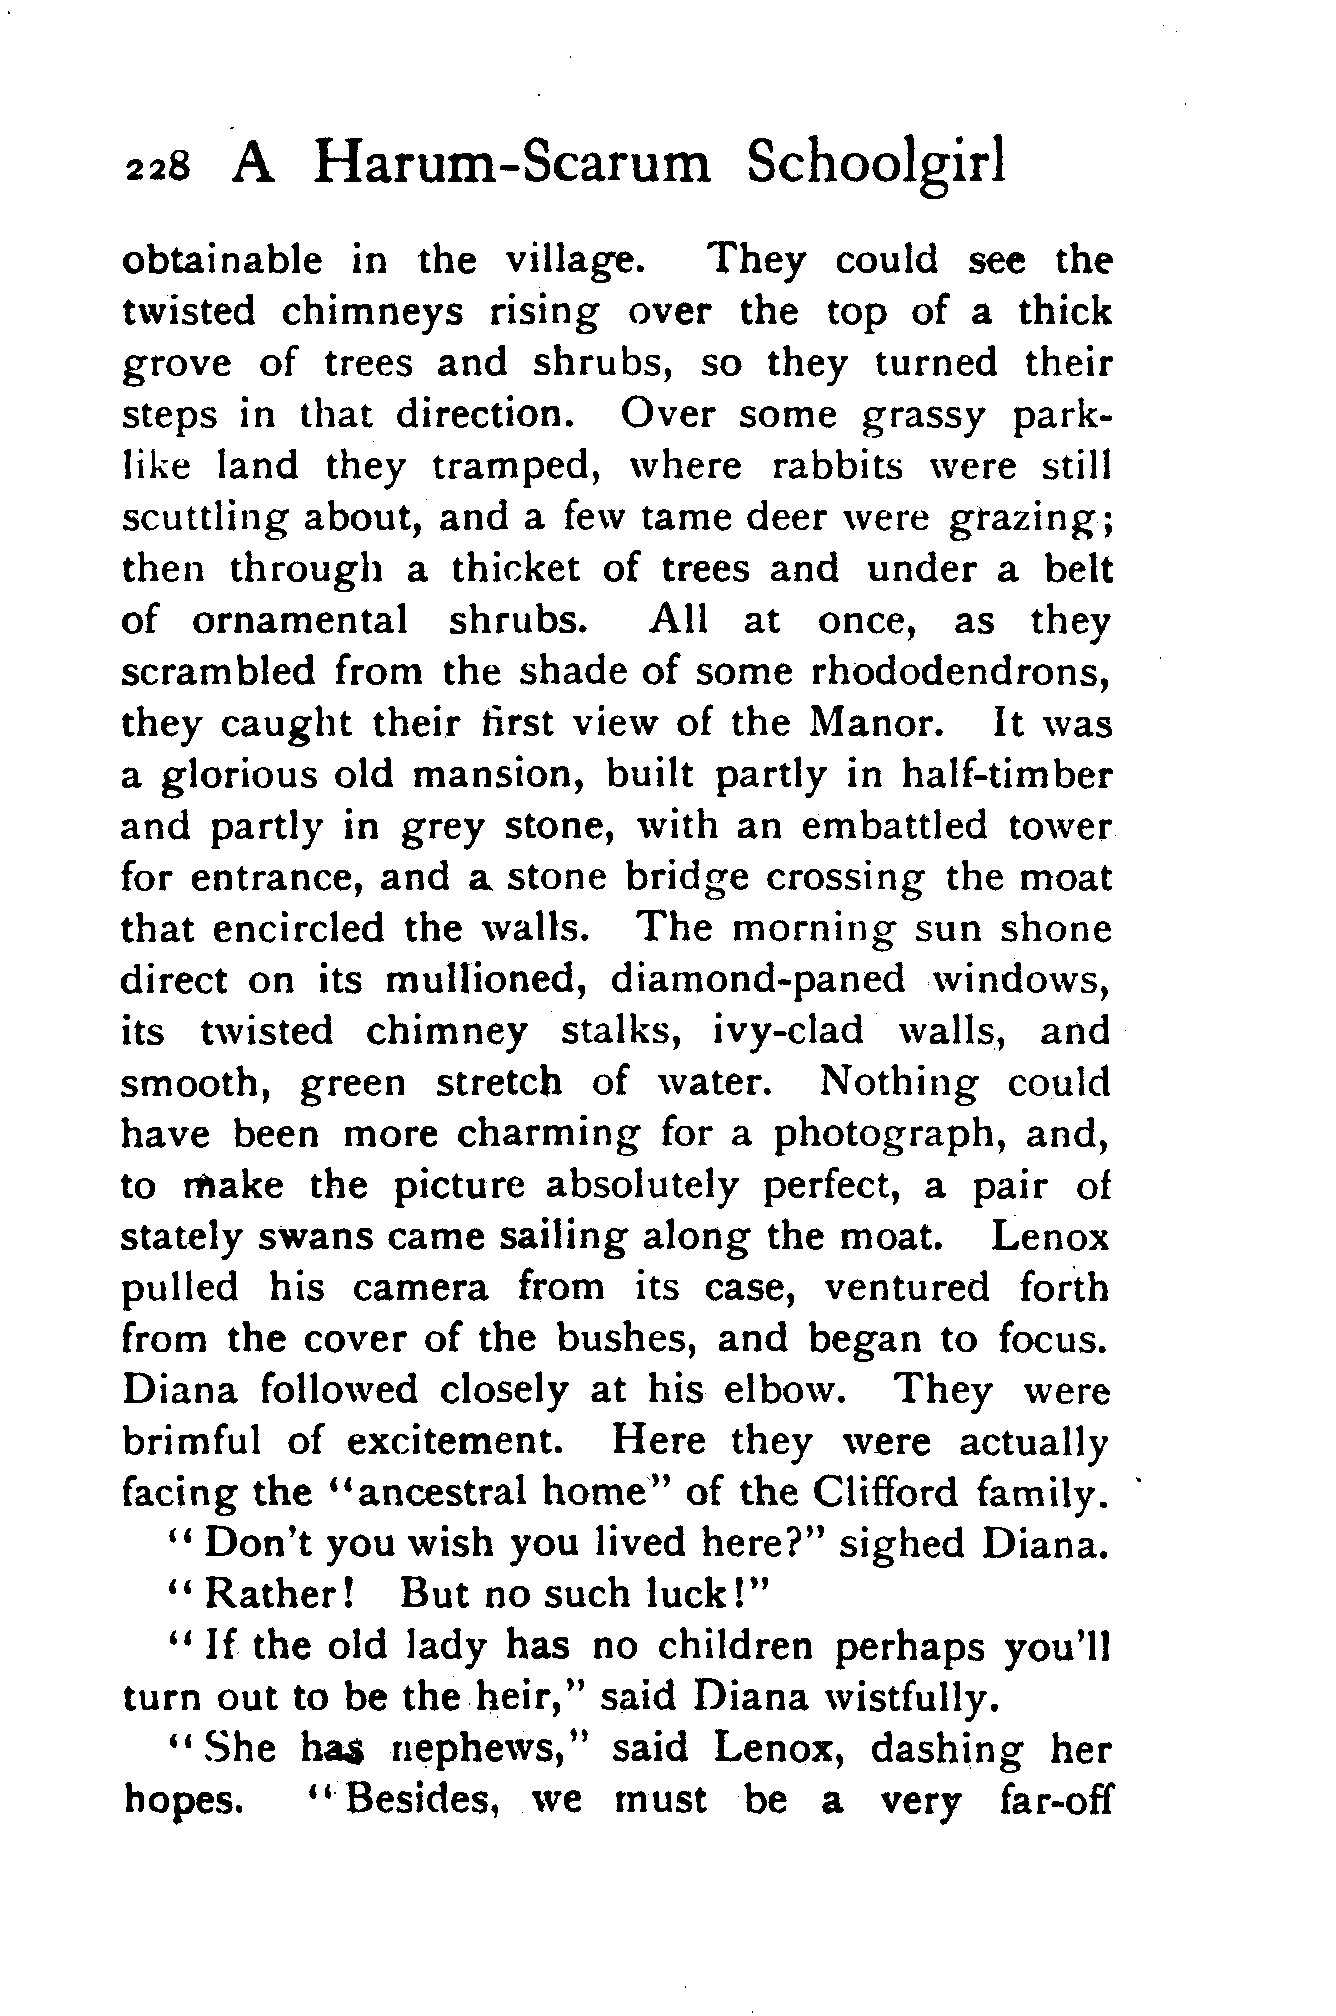 228 A Harum-Scarum Schoolgirl
obtainable in the village. They could see the
twisted chimneys rising over the top of a thick
grove of trees and shrubs, so they turned their
steps in that direction. Over some grassy park-
like land they tramped, where rabbits were still
scuttling about, and a few tame deer were grazing;
then through a thicket of trees and under a belt
of ornamental shrubs. All at once, as they
scrambled from the shade of some rhododendrons,
they caught their first view of the Manor. It was
a glorious old mansion, built partly in half-timber
and partly in grey stone, with an embattled tower
for entrance, and a stone bridge crossing the moat
that encircled the walls. The morning sun shone
direct on its mullioned, diamond-paned windows,
its twisted chimney stalks, ivy-clad walls, and
smooth, green stretch of water. Nothing could
have been more charming for a photograph, and,
to make the picture absolutely perfect, a pair of
stately swans came sailing along the moat. Lenox
pulled his camera from its case, ventured forth
from the cover of the bushes, and began to focus.
Diana followed closely at his elbow. They were
brimful of excitement. Here they were actually
facing the "ancestral home" of the Clifford family.
"Don't you wish you lived here?" sighed Diana.
"Rather! But no such luck!"
"If the old lady has no children perhaps you'll
turn out to be the heir," said Diana wistfully.
"She has nephews," said Lenox, dashing her
hopes. "Besides, we must be a very far-off